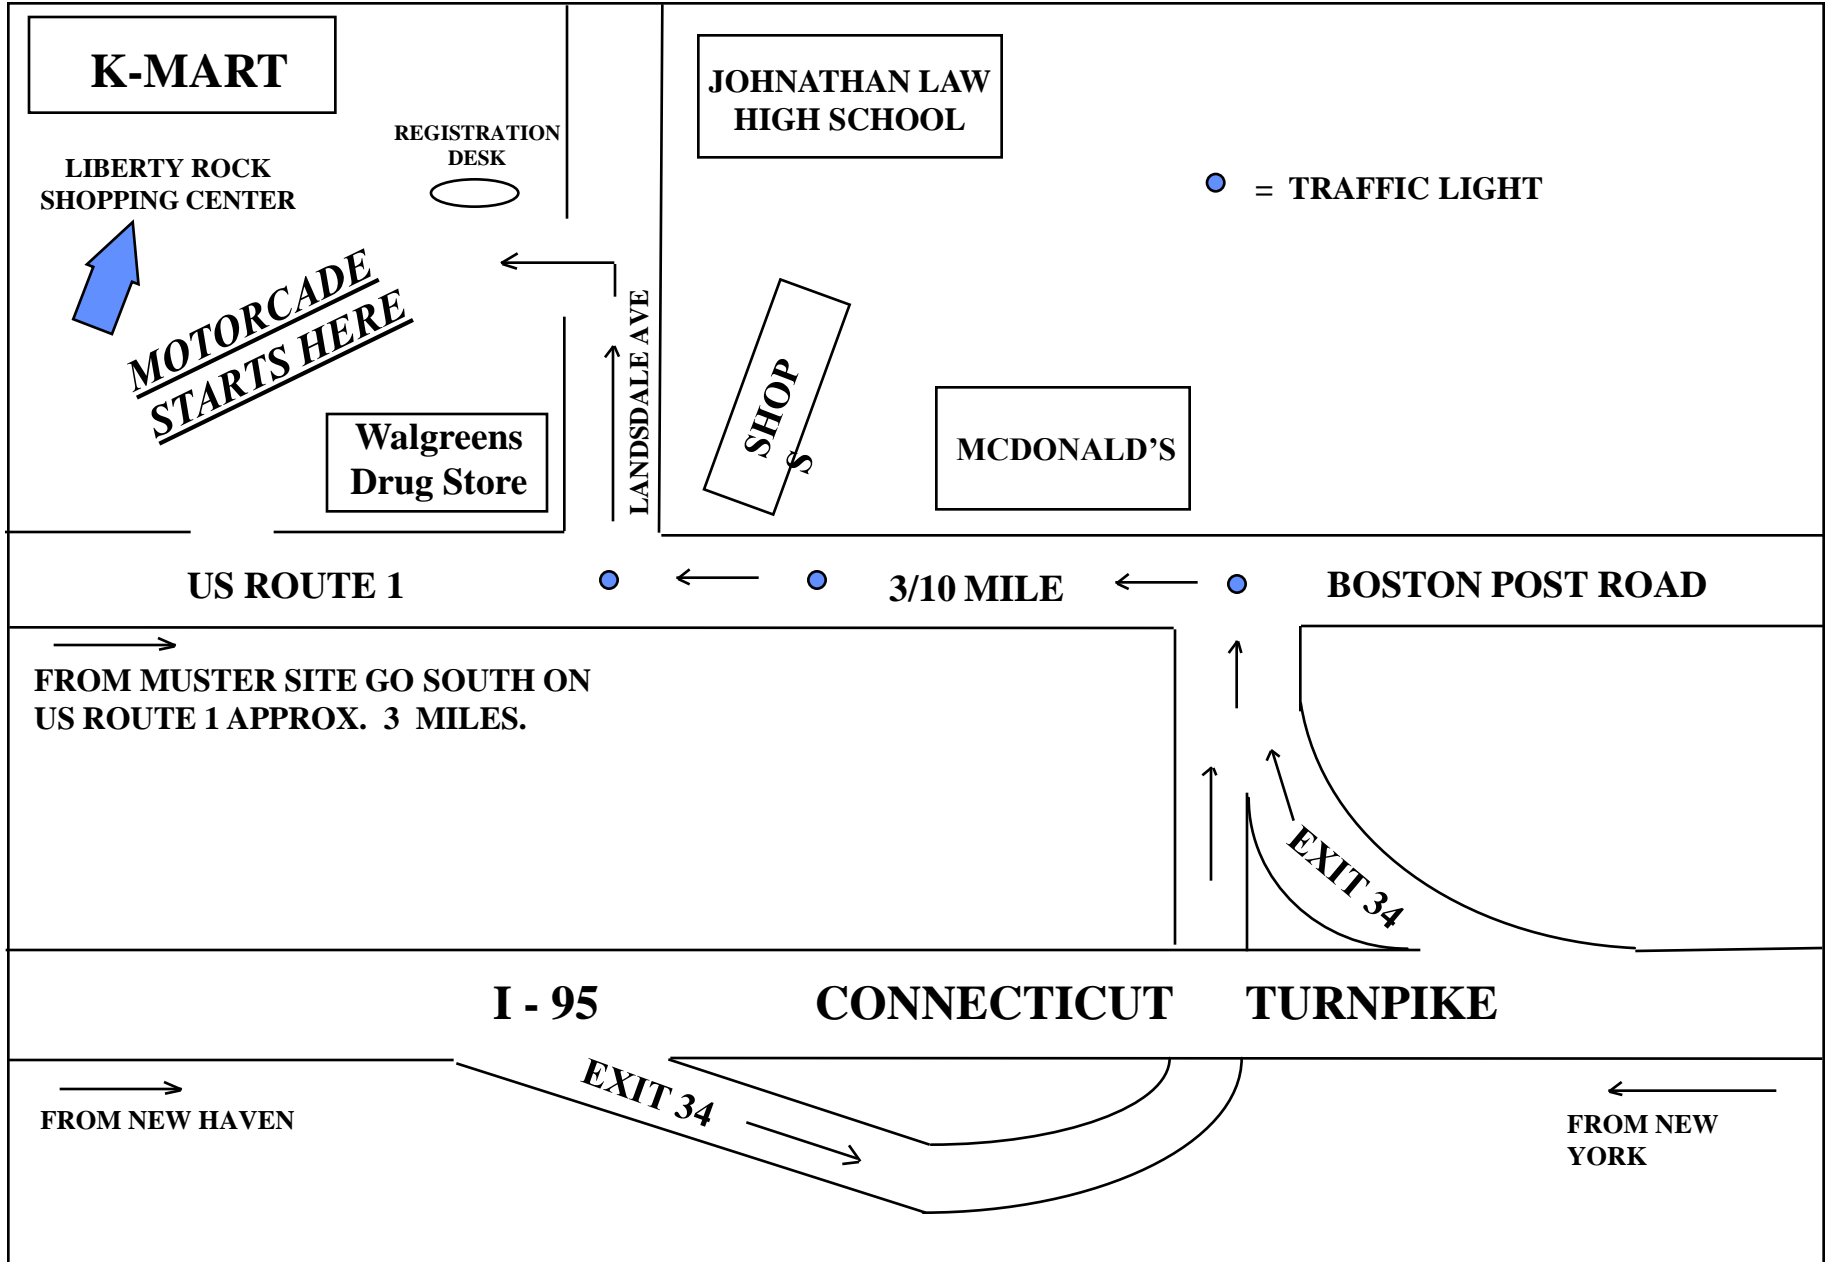 K-MART
JOHNATHAN LAW
HIGH SCHOOL
REGISTRATION
DESK
LIBERTY ROCK
SHOPPING CENTER
= TRAFFIC LIGHT
MOTORCADE
STARTS HERE
LANDSDALE AVE
SHOP
S
Walgreens
Drug Store
MCDONALD'S
US ROUTE 1
3/10 MILE
BOSTON POST ROAD
FROM MUSTER SITE GO SOUTH ON
US ROUTE 1 APPROX. 3 MILES.
EXIT 34
I - 95 CONNECTICUT TURNPIKE
EXIT 34
FROM NEW HAVEN
FROM NEW
YORK